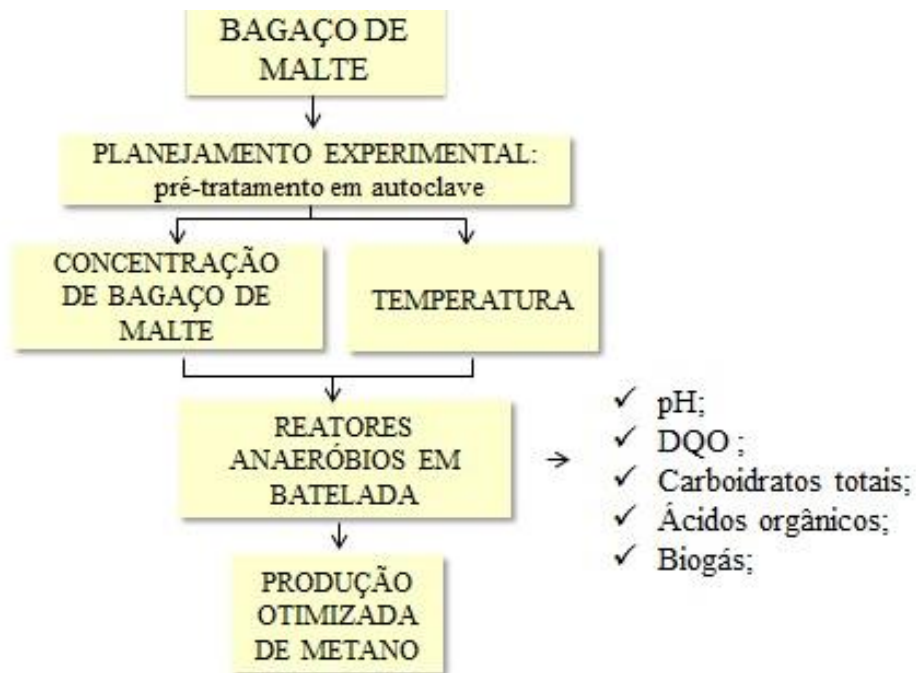 BAGAÇO DE
MALTE
PLANEJAMENTO EXPERIMENTAL:
pré-tratamento em autoclave
CONCENTRAÇÃO
DE BAGAÇO DE
MALTE
TEMPERATURA
REATORES
ANAERÓBIOS EM
BATELADA
✓ pH;
✓ DQO ;
✓ Carboidratos totais;
✓ Ácidos orgânicos;
✓ Biogás;
PRODUÇÃO
OTIMIZADA
DE METANO